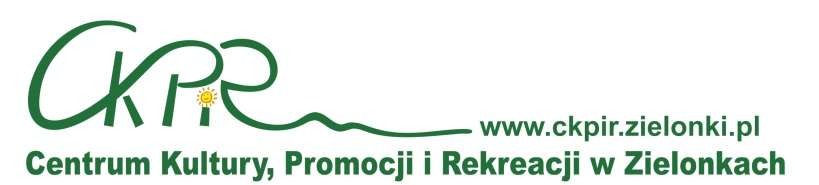 CKPiR
www.ckpir.zielonki.pl
Centrum Kultury, Promocji i Rekreacji w Zielonkach